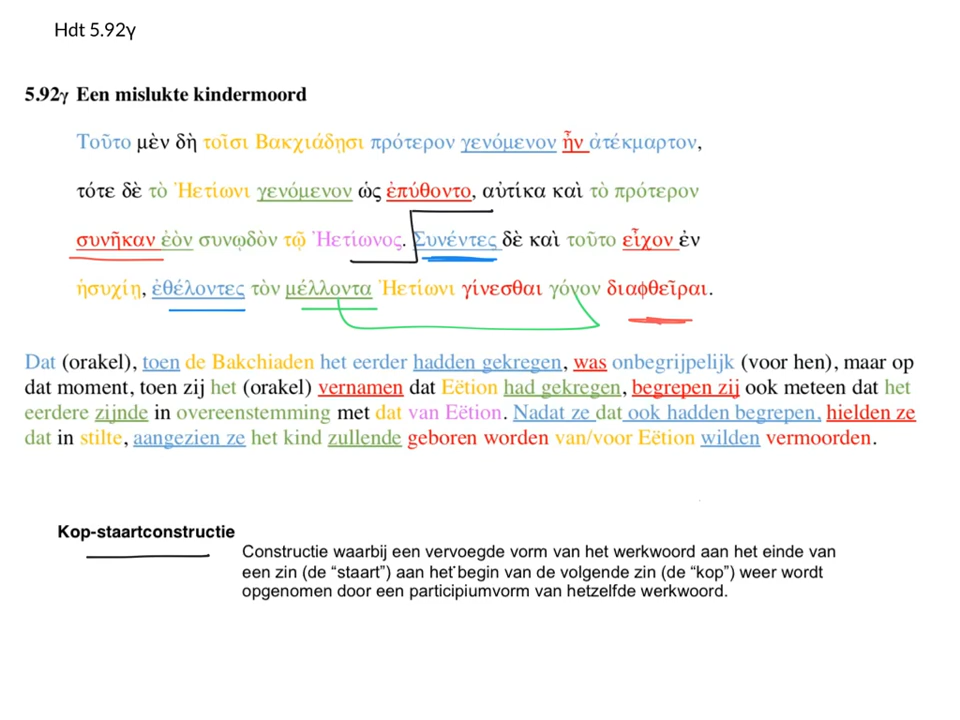 Hdt 5.92γ
5.92γ Een mislukte kindermoord
Τοῦτο μὲν δὴ τοῖσι Βακχιάδῃσι πρότερον γενόμενον ἦν ἀτέκμαρτον,
τότε δὲ τὸ Ἠετίωνι γενόμενον ὡς ἐπύθοντο, αὐτίκα καὶ τὸ πρότερον
συνῆκαν ἐὸν συνῳδὸν τῷ Ἠετίωνος. Συνέντες δὲ καὶ τοῦτο εἶχον ἐν
ἡσυχίῃ, ἐθέλοντες τὸν μέλλοντα Ἠετίωνι γίνεσθαι γόνον διαφθεῖραι.
Dat (orakel), toen de Bakchiaden het eerder hadden gekregen, was onbegrijpelijk (voor hen), maar op
dat moment, toen zij het (orakel) vernamen dat Eëtion had gekregen, begrepen zij ook meteen dat het
eerdere zijnde in overeenstemming met dat van Eëtion. Nadat ze dat ook hadden begrepen, hielden ze
dat in stilte, aangezien ze het kind zullende geboren worden van/voor Eëtion wilden vermoorden.
Kop-staartconstructie
Constructie waarbij een vervoegde vorm van het werkwoord aan het einde van
een zin (de “staart”) aan het begin van de volgende zin (de “kop”) weer wordt
opgenomen door een participiumvorm van hetzelfde werkwoord.